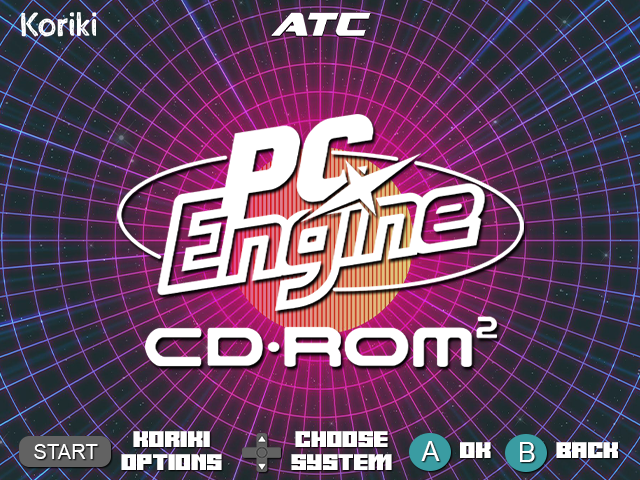 Koriki
ATC
PC
Engine
CD·ROM²
START
KORIKI
OPTIONS
CHOOSE
SYSTEM
A
OK
B
BACK